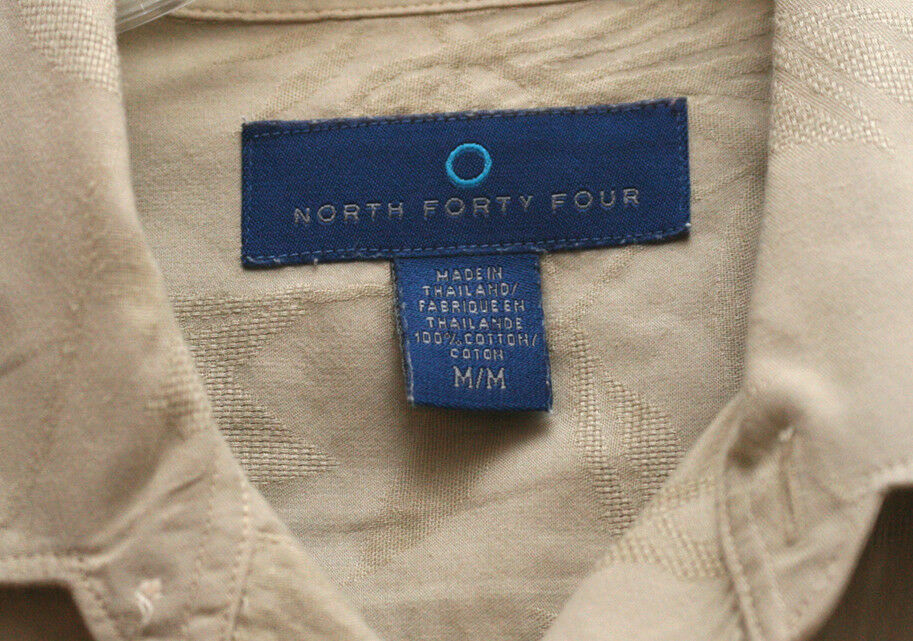 NORTH FORTY FOUR
MADE IN
THAILAND/
FABRIQUE EN
THAILANDE
100% COTTON/
COTON
M/M